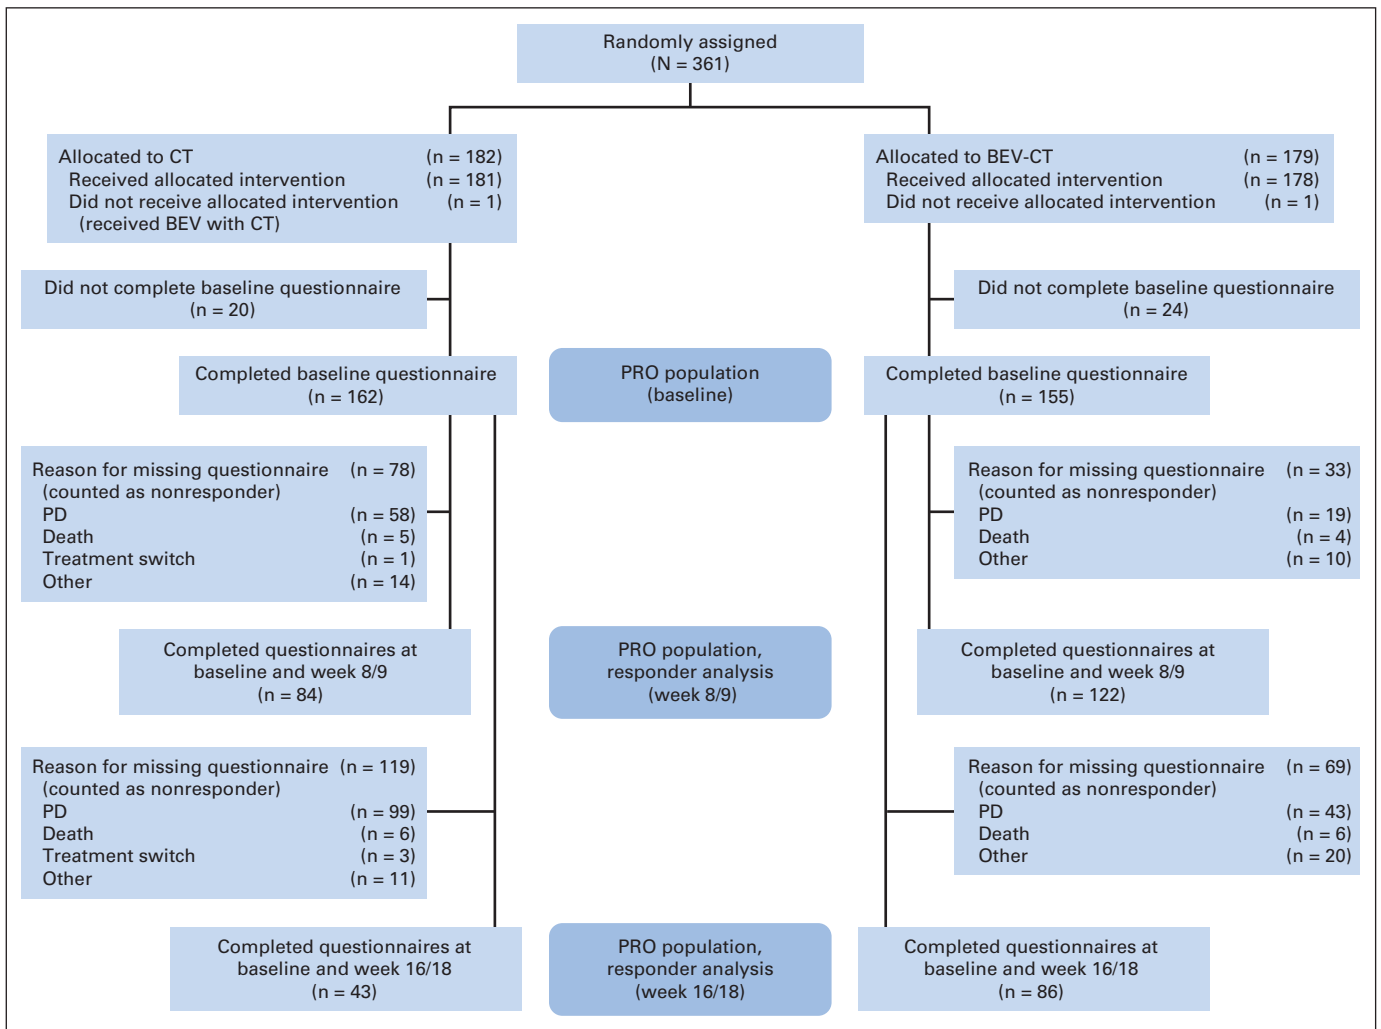 Randomly assigned
(N = 361)
Allocated to CT (n = 182)
Received allocated intervention (n = 181)
Did not receive allocated intervention (n = 1)
(received BEV with CT)
Allocated to BEV-CT (n = 179)
Received allocated intervention (n = 178)
Did not receive allocated intervention (n = 1)
Did not complete baseline questionnaire
(n = 20)
Did not complete baseline questionnaire
(n = 24)
Completed baseline questionnaire
(n = 162)
PRO population
(baseline)
Completed baseline questionnaire
(n = 155)
Reason for missing questionnaire (n = 78)
(counted as nonresponder)
PD (n = 58)
Death (n = 5)
Treatment switch (n = 1)
Other (n = 14)
Reason for missing questionnaire (n = 33)
(counted as nonresponder)
PD (n = 19)
Death (n = 4)
Other (n = 10)
Completed questionnaires at
baseline and week 8/9
(n = 84)
PRO population,
responder analysis
(week 8/9)
Completed questionnaires at
baseline and week 8/9
(n = 122)
Reason for missing questionnaire (n = 119)
(counted as nonresponder)
PD (n = 99)
Death (n = 6)
Treatment switch (n = 3)
Other (n = 11)
Reason for missing questionnaire (n = 69)
(counted as nonresponder)
PD (n = 43)
Death (n = 6)
Other (n = 20)
Completed questionnaires at
baseline and week 16/18
(n = 43)
PRO population,
responder analysis
(week 16/18)
Completed questionnaires at
baseline and week 16/18
(n = 86)